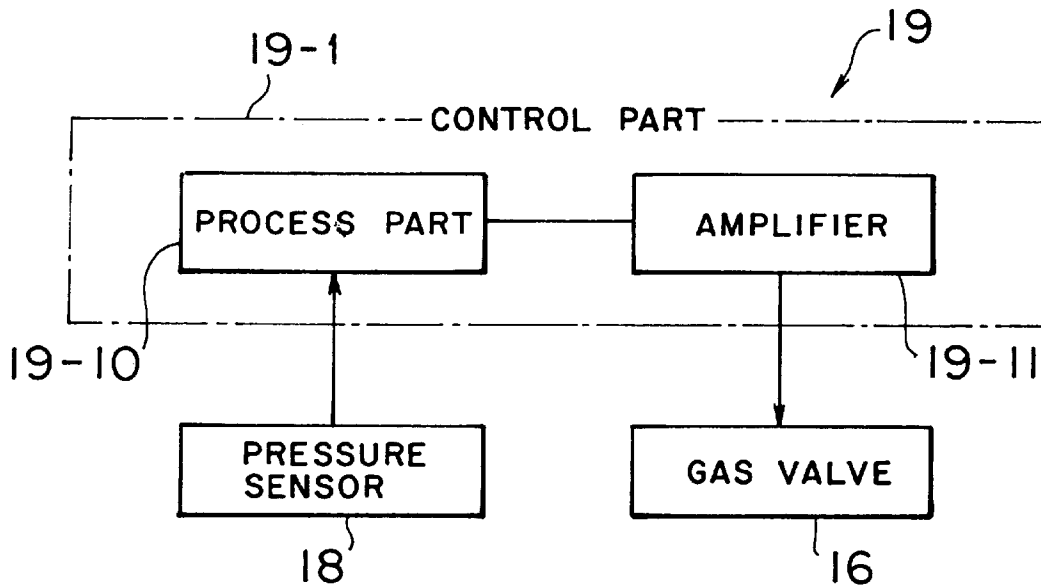 19-1
19
CONTROL PART
PROCESS PART
AMPLIFIER
19-10
19-11
PRESSURE
SENSOR
GAS VALVE
18
16